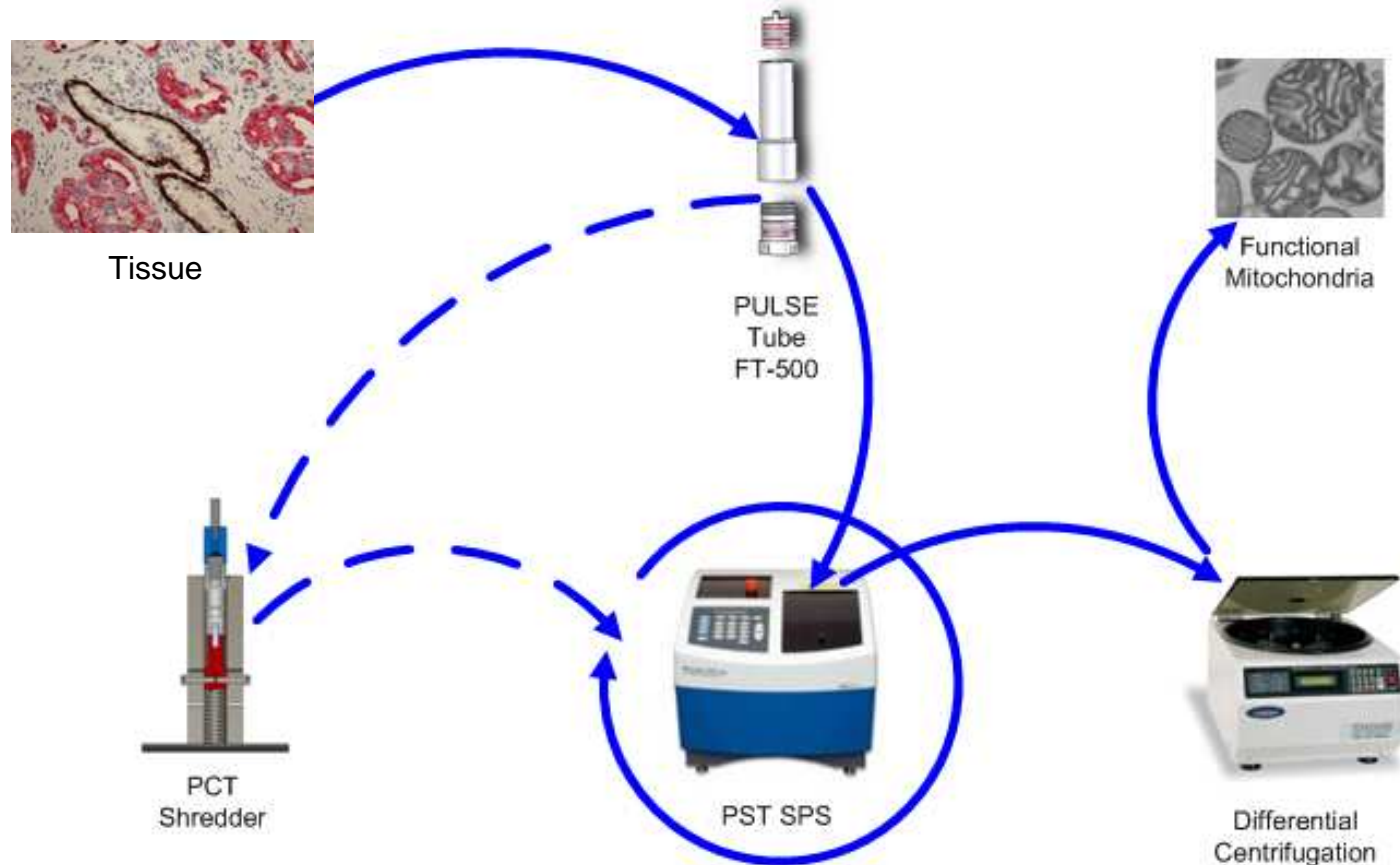 Tissue
PULSE
Tube
FT-500
Functional
Mitochondria
PCT
Shredder
PST SPS
Differential
Centrifugation